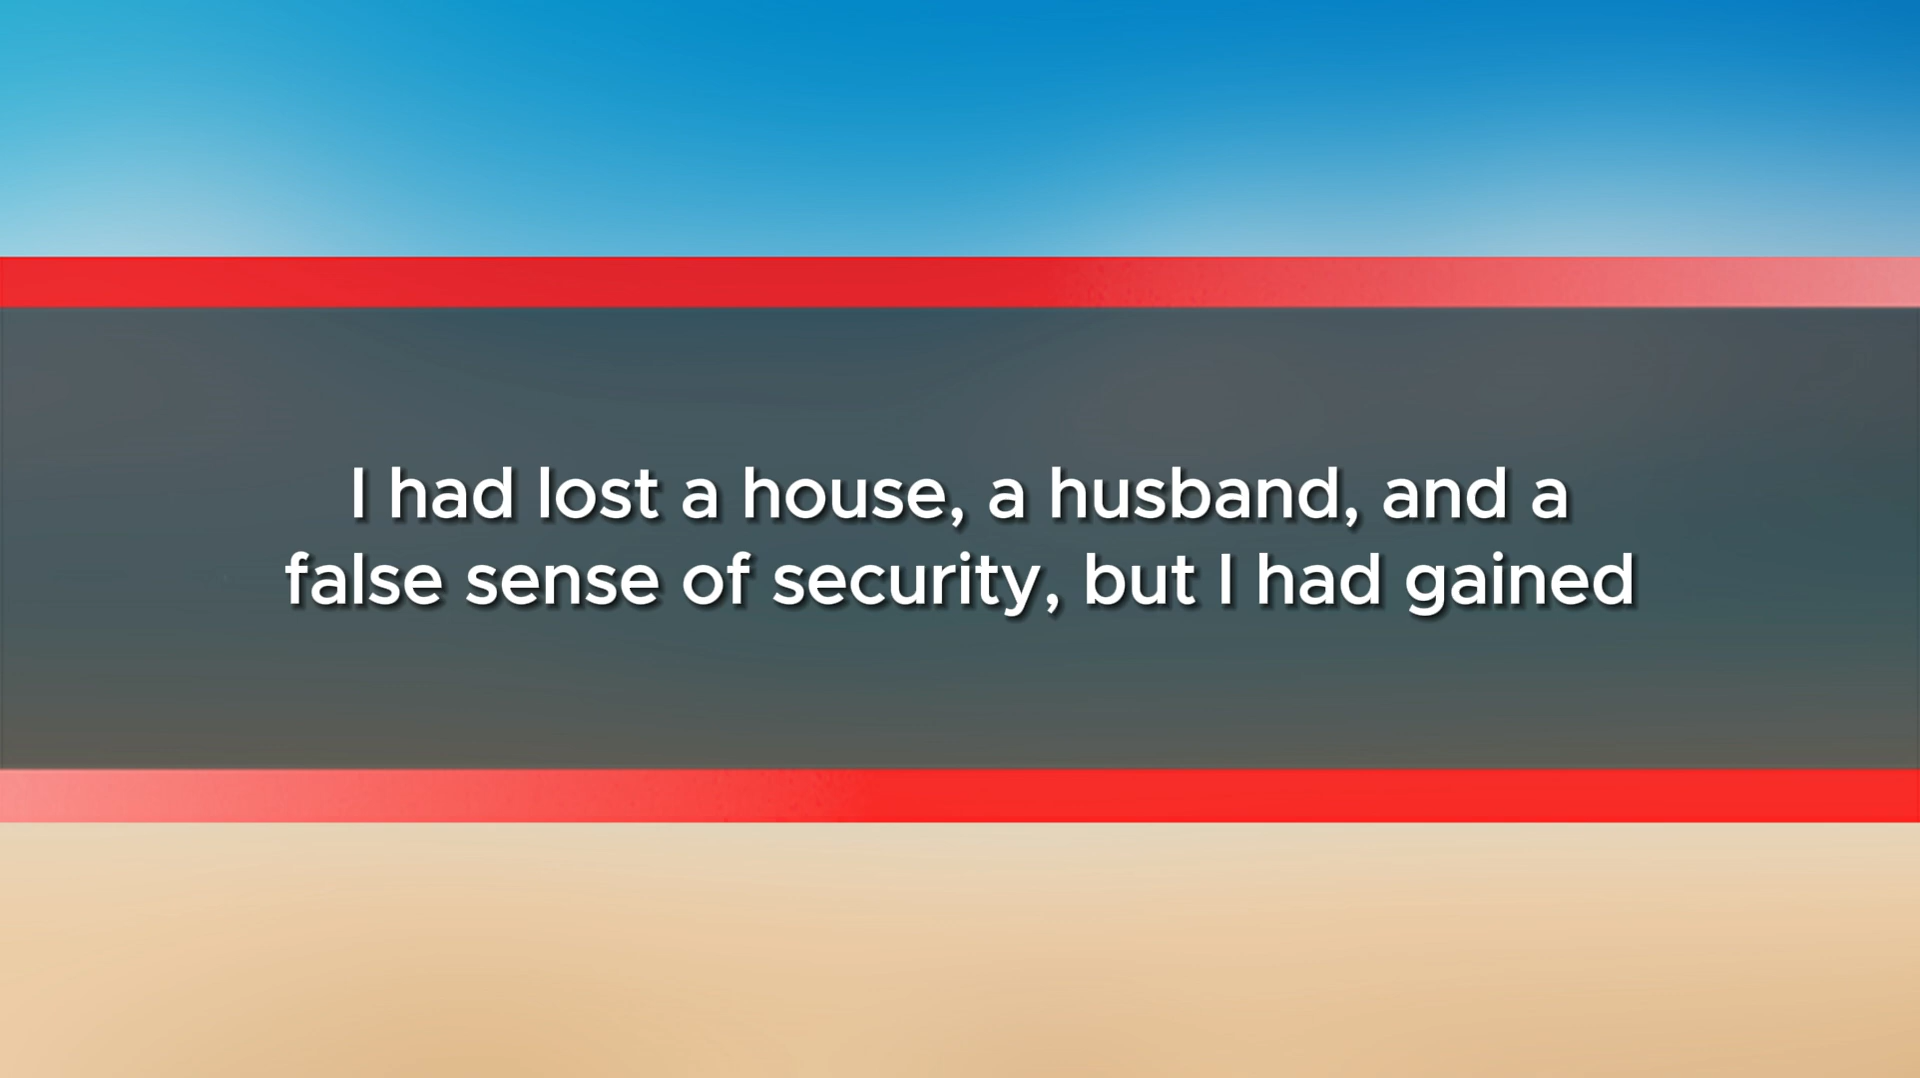 I had lost a house, a husband, and a
false sense of security, but I had gained